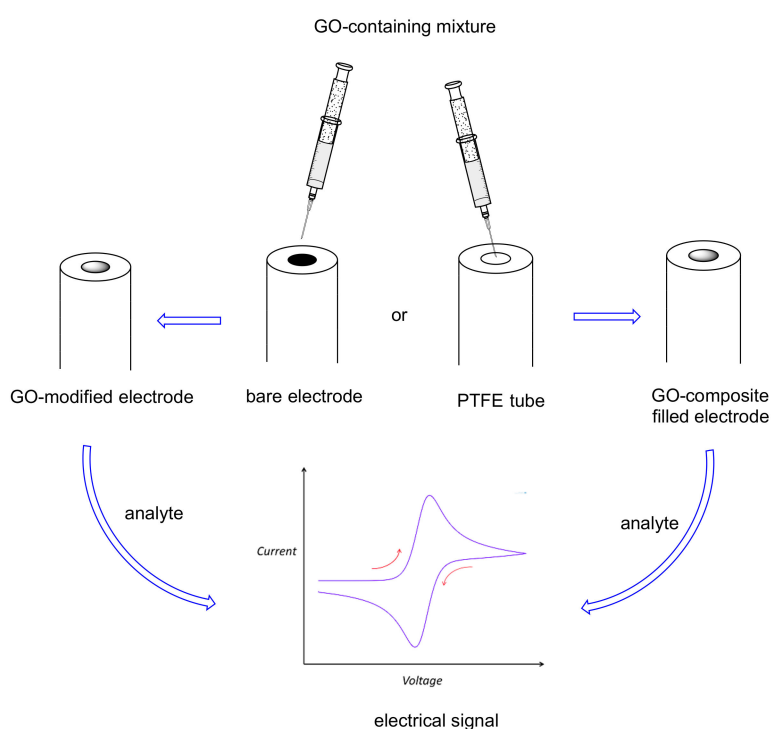 GO-containing mixture
or
GO-modified electrode
bare electrode
PTFE tube
GO-composite
filled electrode
analyte
analyte
Current
Voltage
electrical signal